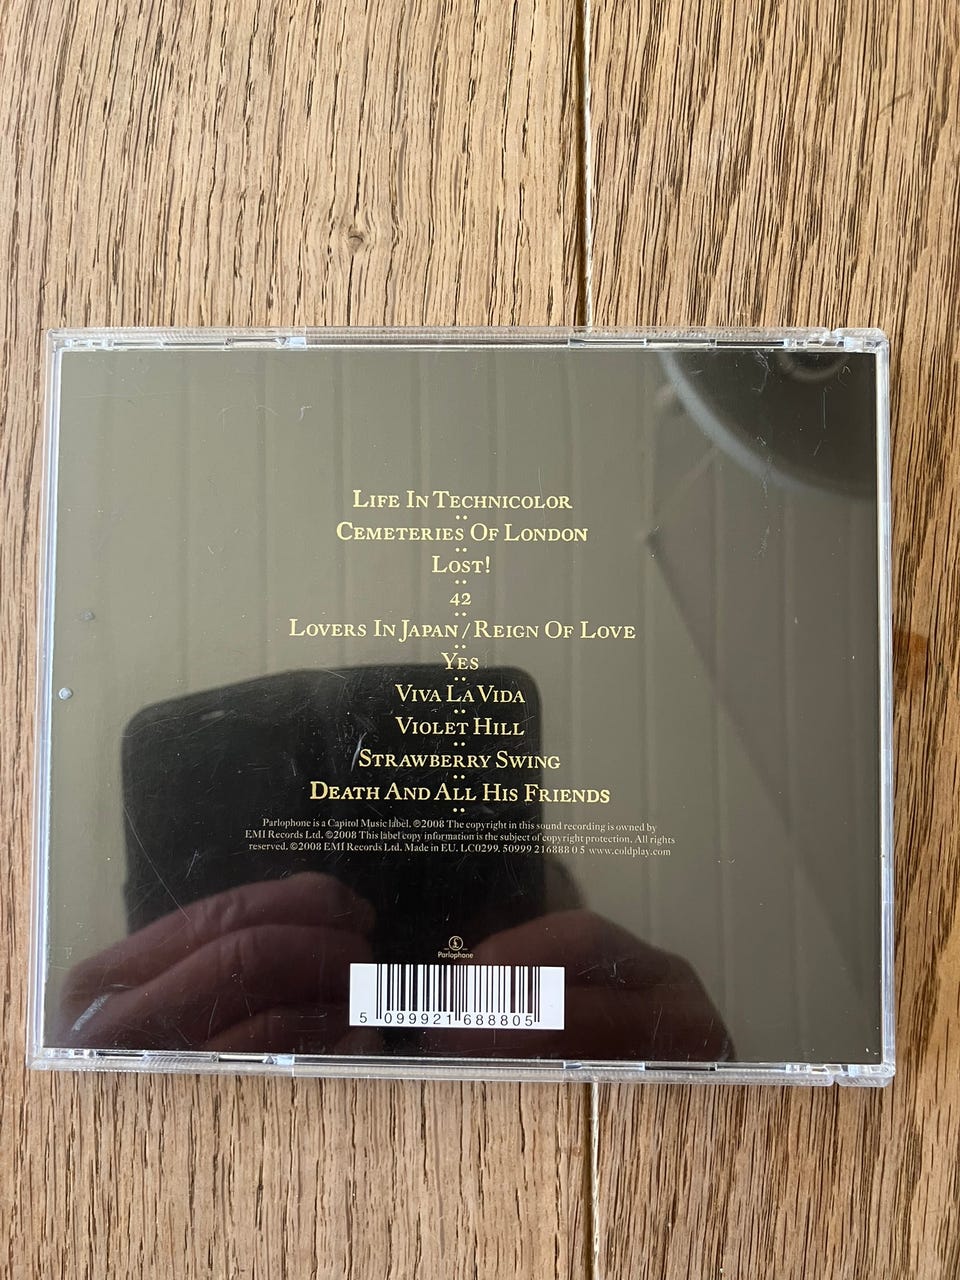 Life In Technicolor
Cemeteries Of London
Lost!
42
Lovers In Japan/Reign Of Love
Yes
Viva La Vida
Violet Hill
Strawberry Swing
Death And All His Friends
Parlophone is a Capitol Music label. ℗2008 The copyright in this sound recording is owned by
EMI Records Ltd. ©2008 This label copy information is the subject of copyright protection. All rights
reserved. ©2008 EMI Records Ltd. Made in EU. LC0299. 50999 216888 0 5 www.coldplay.com
£
Parlophone
5 099921 688805